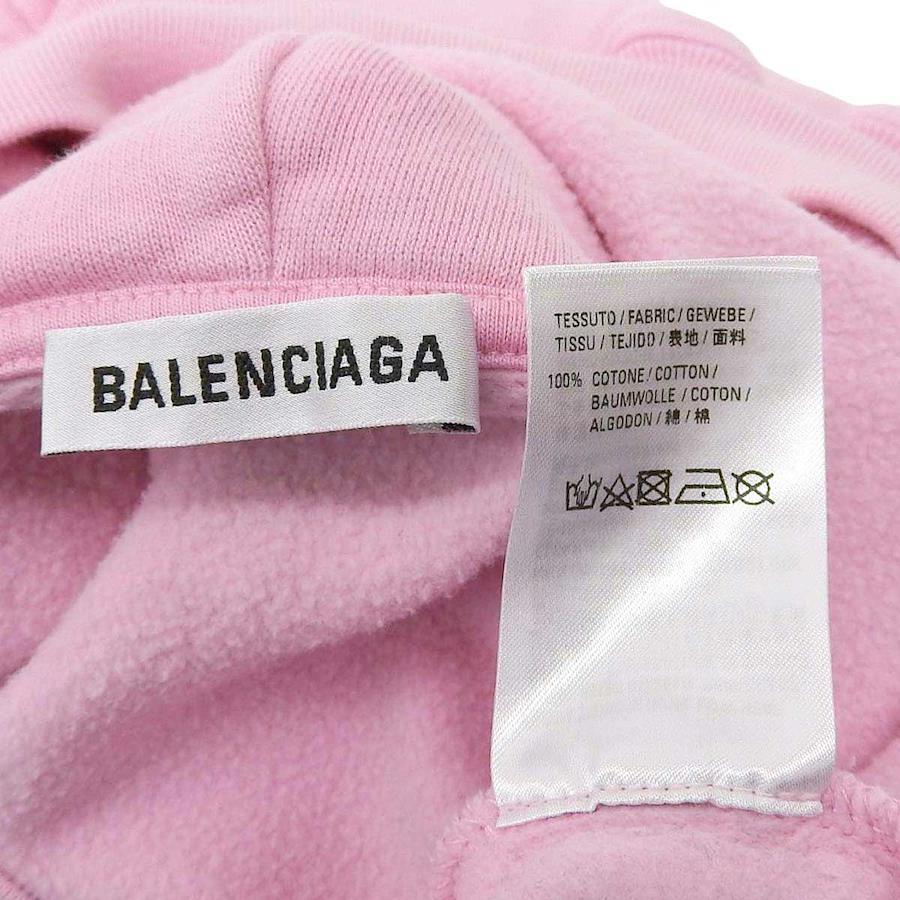 BALENCIAGA
TESSUTO / FABRIC / GEWEBE /
TISSU / TEJIDO / 表地 / 面料
100% COTONE / COTTON /
BAUMWOLLE / COTON /
ALGODON / 綿 / 棉